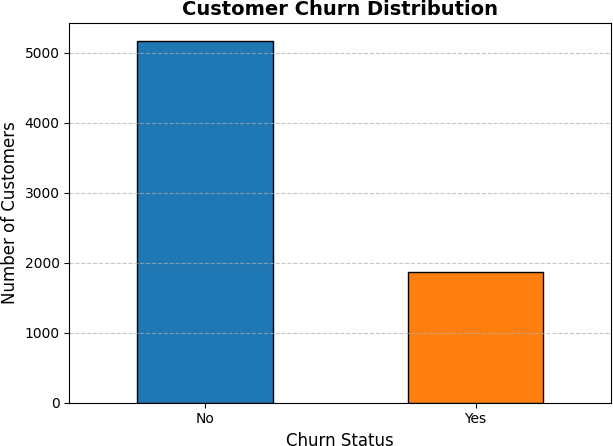 Customer Churn Distribution
Number of Customers
5000
4000
3000
2000
1000
0
No
Yes
Churn Status